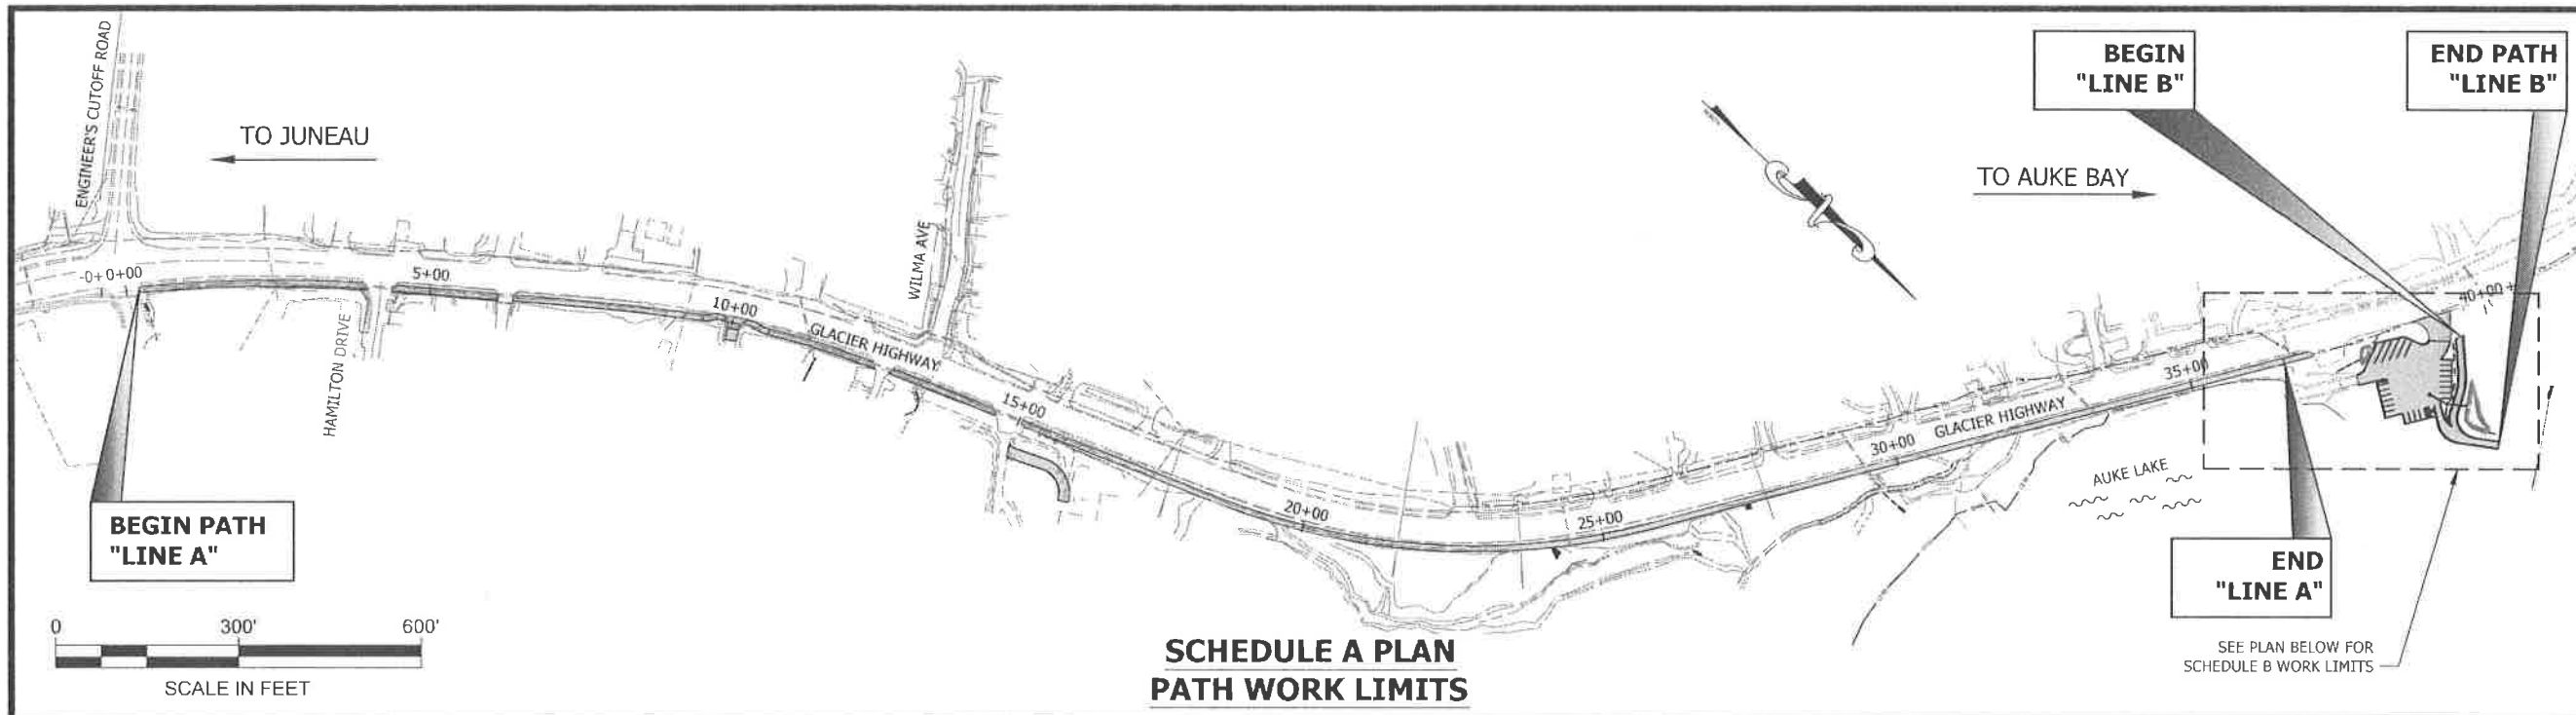 ENGINEER'S CUTOFF ROAD
TO JUNEAU
BEGIN
"LINE B"
END PATH
"LINE B"
TO AUKE BAY
-0+ 0+00
5+00
10+00
WILMA AVE
HAMILTON DRIVE
GLACIER HIGHWAY
15+00
20+00
25+00
30+00
GLACIER HIGHWAY
35+00
40+00 +
AUKE LAKE
BEGIN PATH
"LINE A"
END
"LINE A"
0 300' 600'
SCALE IN FEET
SCHEDULE A PLAN
PATH WORK LIMITS
SEE PLAN BELOW FOR
SCHEDULE B WORK LIMITS